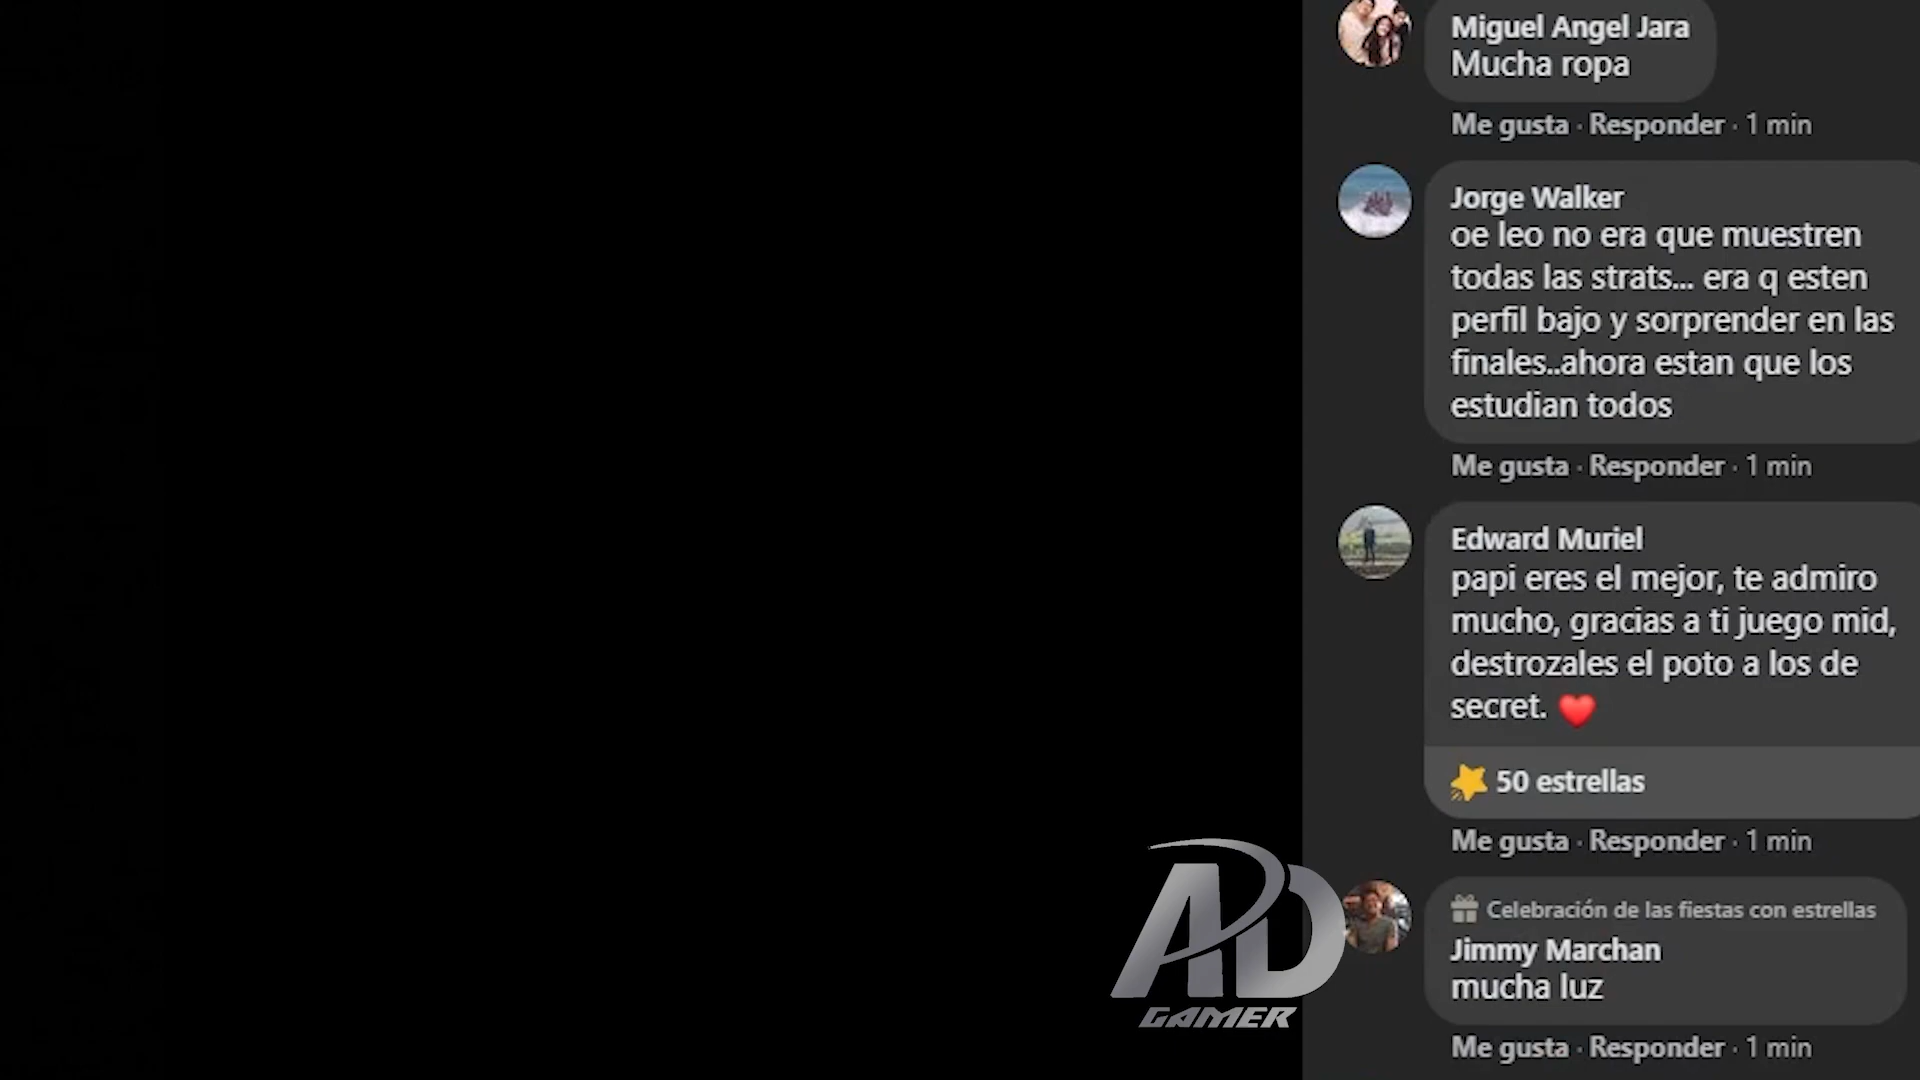 Miguel Angel Jara
Mucha ropa
Me gusta · Responder · 1 min
Jorge Walker
oe leo no era que muestren
todas las strats... era q esten
perfil bajo y sorprender en las
finales..ahora estan que los
estudian todos
Me gusta · Responder · 1 min
Edward Muriel
papi eres el mejor, te admiro
mucho, gracias a ti juego mid,
destrozales el poto a los de
secret. ❤️
50 estrellas
Me gusta · Responder · 1 min
Celebración de las fiestas con estrellas
Jimmy Marchan
mucha luz
Me gusta · Responder · 1 min
AD
GAMER